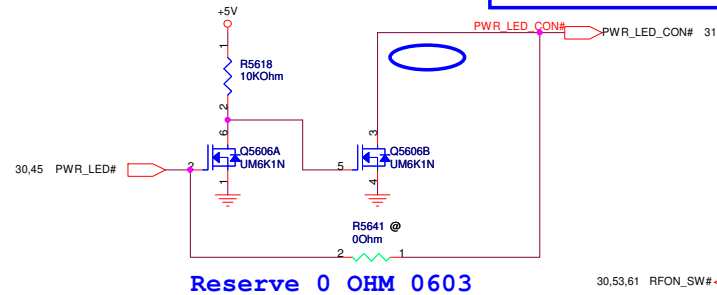 +5V
PWR_LED_CON#
PWR_LED_CON# 31
1
R5618
10KOhm
2
6
3
Q5606A
UM6K1N
Q5606B
UM6K1N
30,45 PWR_LED#
2
5
1
4
R5641 @
0Ohm
2
1
Reserve 0 OHM 0603
30,53,61 RFON_SW#